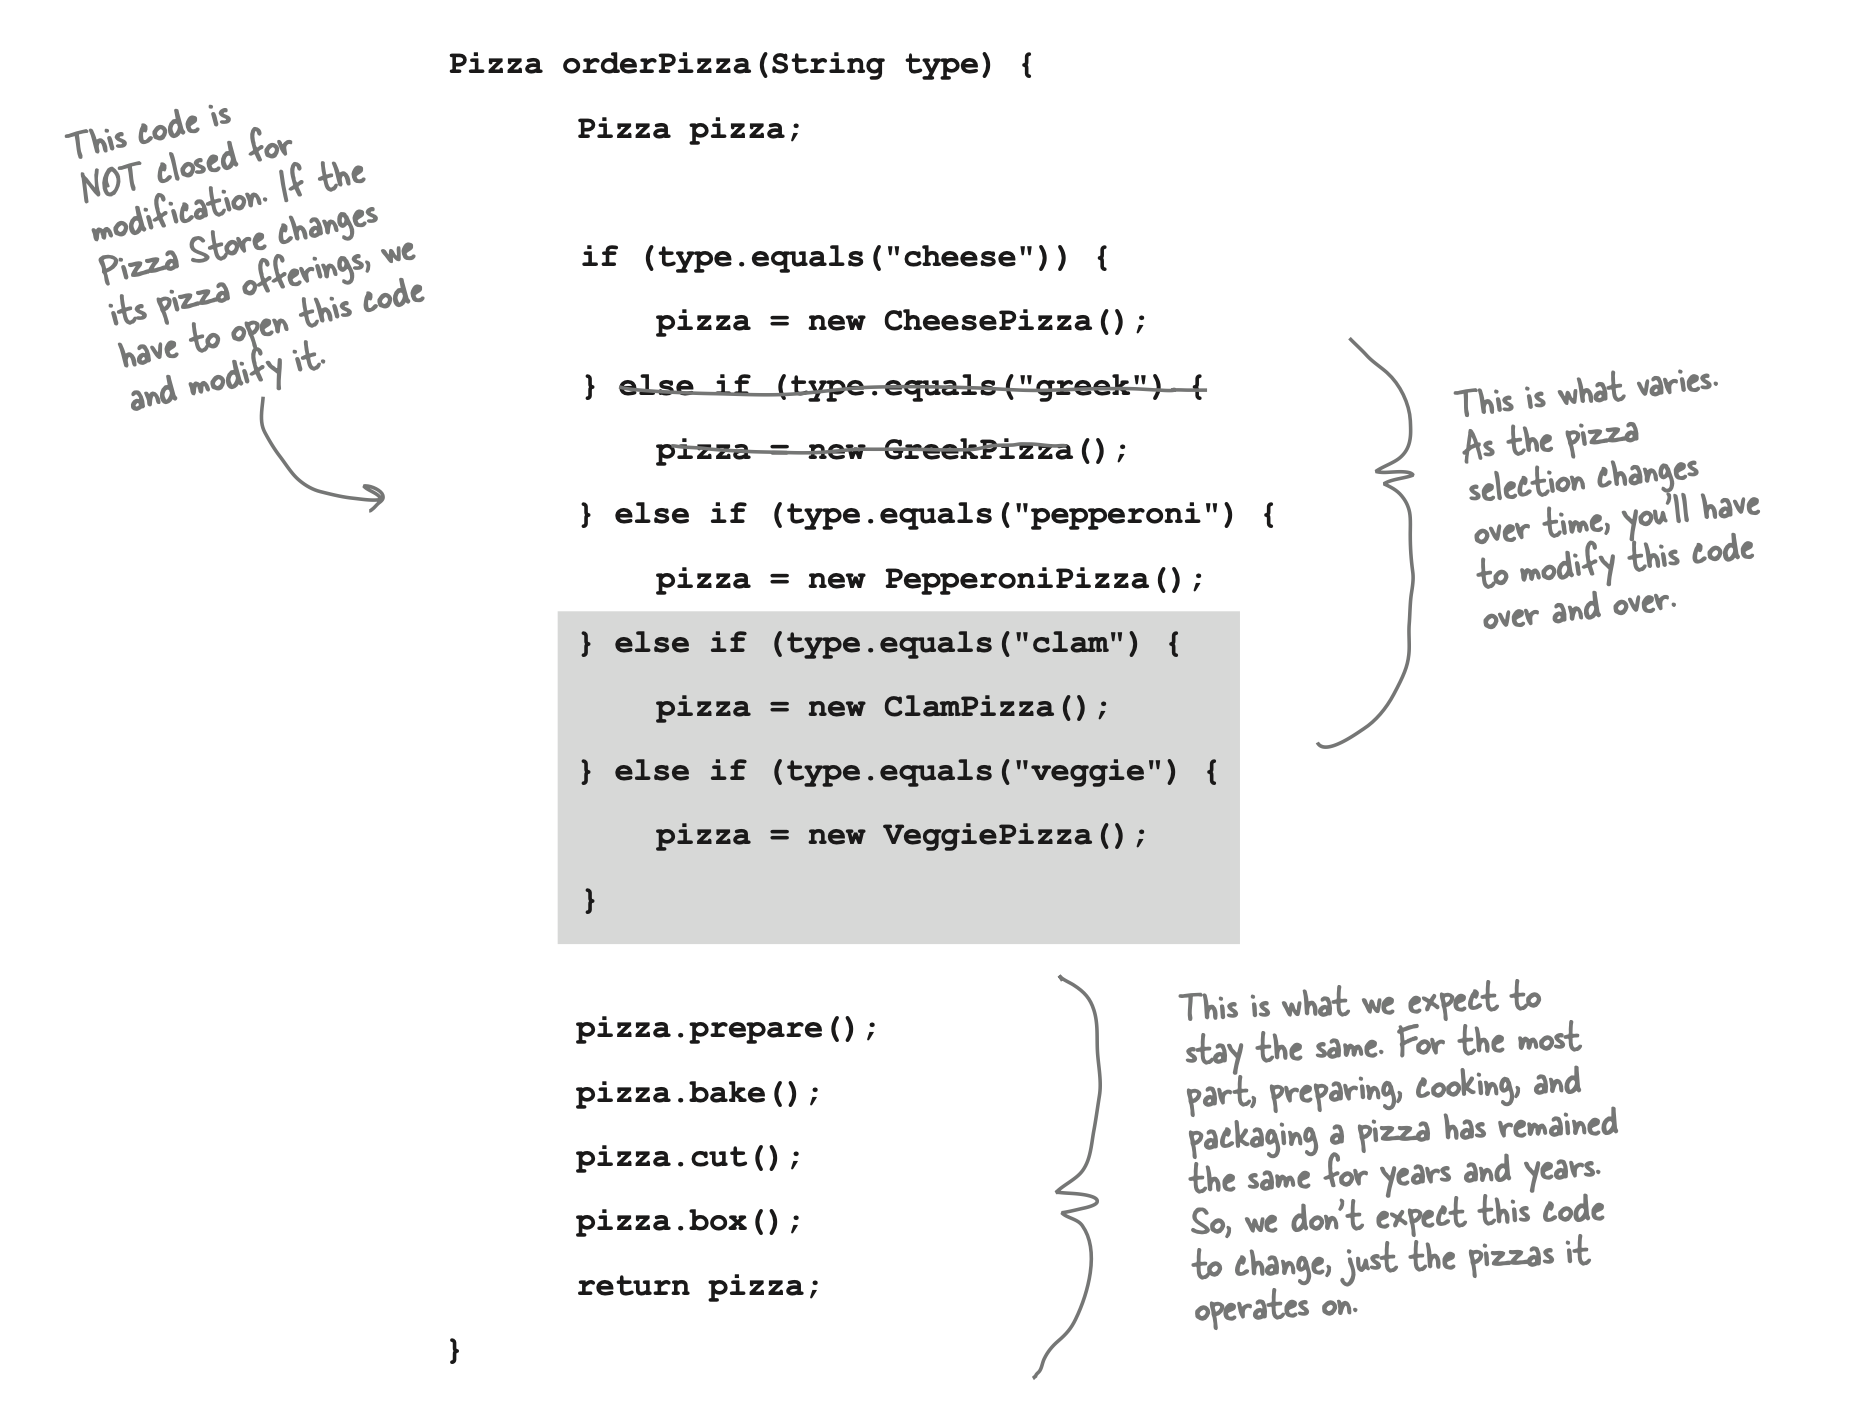 Pizza orderPizza(String type) {
Pizza pizza;
This code is
NOT closed for
modification. If the
Pizza Store changes
its pizza offerings, we
have to open this code
and modify it.
if (type.equals("cheese")) {
pizza = new CheesePizza();
} else if (type.equals("greek") {
pizza = new GreekPizza();
} else if (type.equals("pepperoni") {
pizza = new PepperoniPizza();
} else if (type.equals("clam") {
pizza = new ClamPizza();
} else if (type.equals("veggie") {
pizza = new VeggiePizza();
}
This is what varies.
As the pizza
selection changes
over time, you'll have
to modify this code
over and over.
pizza.prepare();
pizza.bake();
pizza.cut();
pizza.box();
return pizza;
}
This is what we expect to
stay the same. For the most
part, preparing, cooking, and
packaging a pizza has remained
the same for years and years.
So, we don't expect this code
to change, just the pizzas it
operates on.